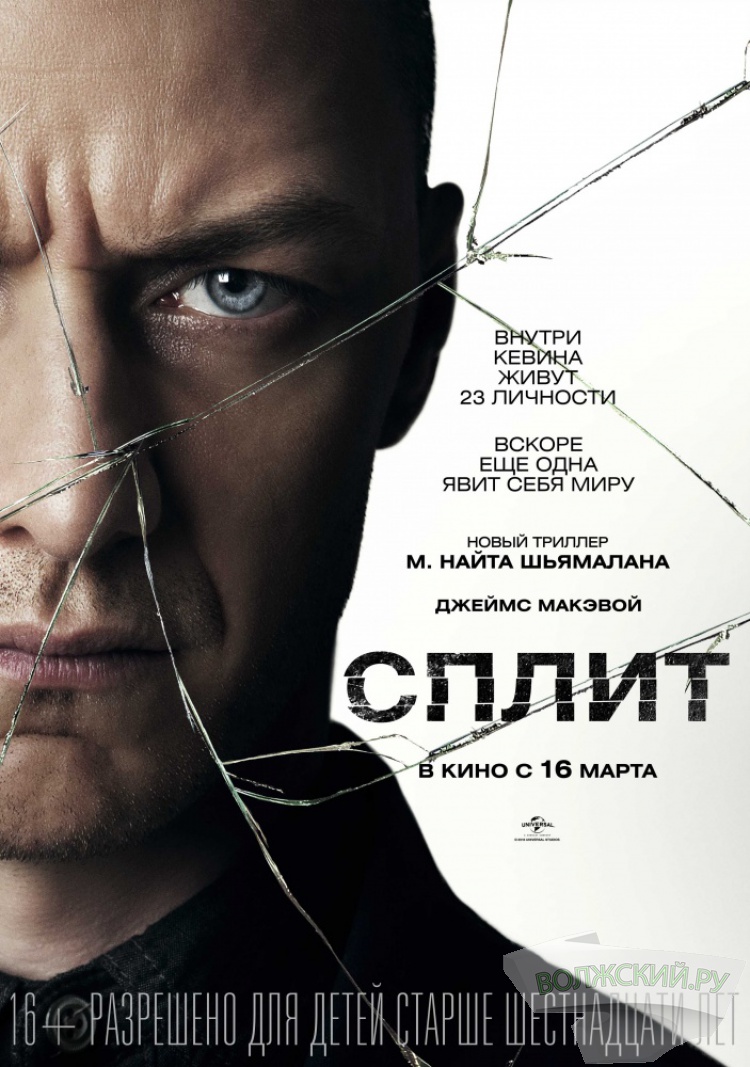 ВНУТРИ
КЕВИНА
ЖИВУТ
23 ЛИЧНОСТИ
ВСКОРЕ
ЕЩЕ ОДНА
ЯВИТ СЕБЯ МИРУ
НОВЫЙ ТРИЛЛЕР
М. НАЙТА ШЬЯМАЛАНА
ДЖЕЙМС МАКЭВОЙ
СПЛИТ
В КИНО С 16 МАРТА
UNIVERSAL
ВОЛЖСКИЙ.РУ
16+ РАЗРЕШЕНО ДЛЯ ДЕТЕЙ СТАРШЕ ШЕСТНАДЦАТИ ЛЕТ